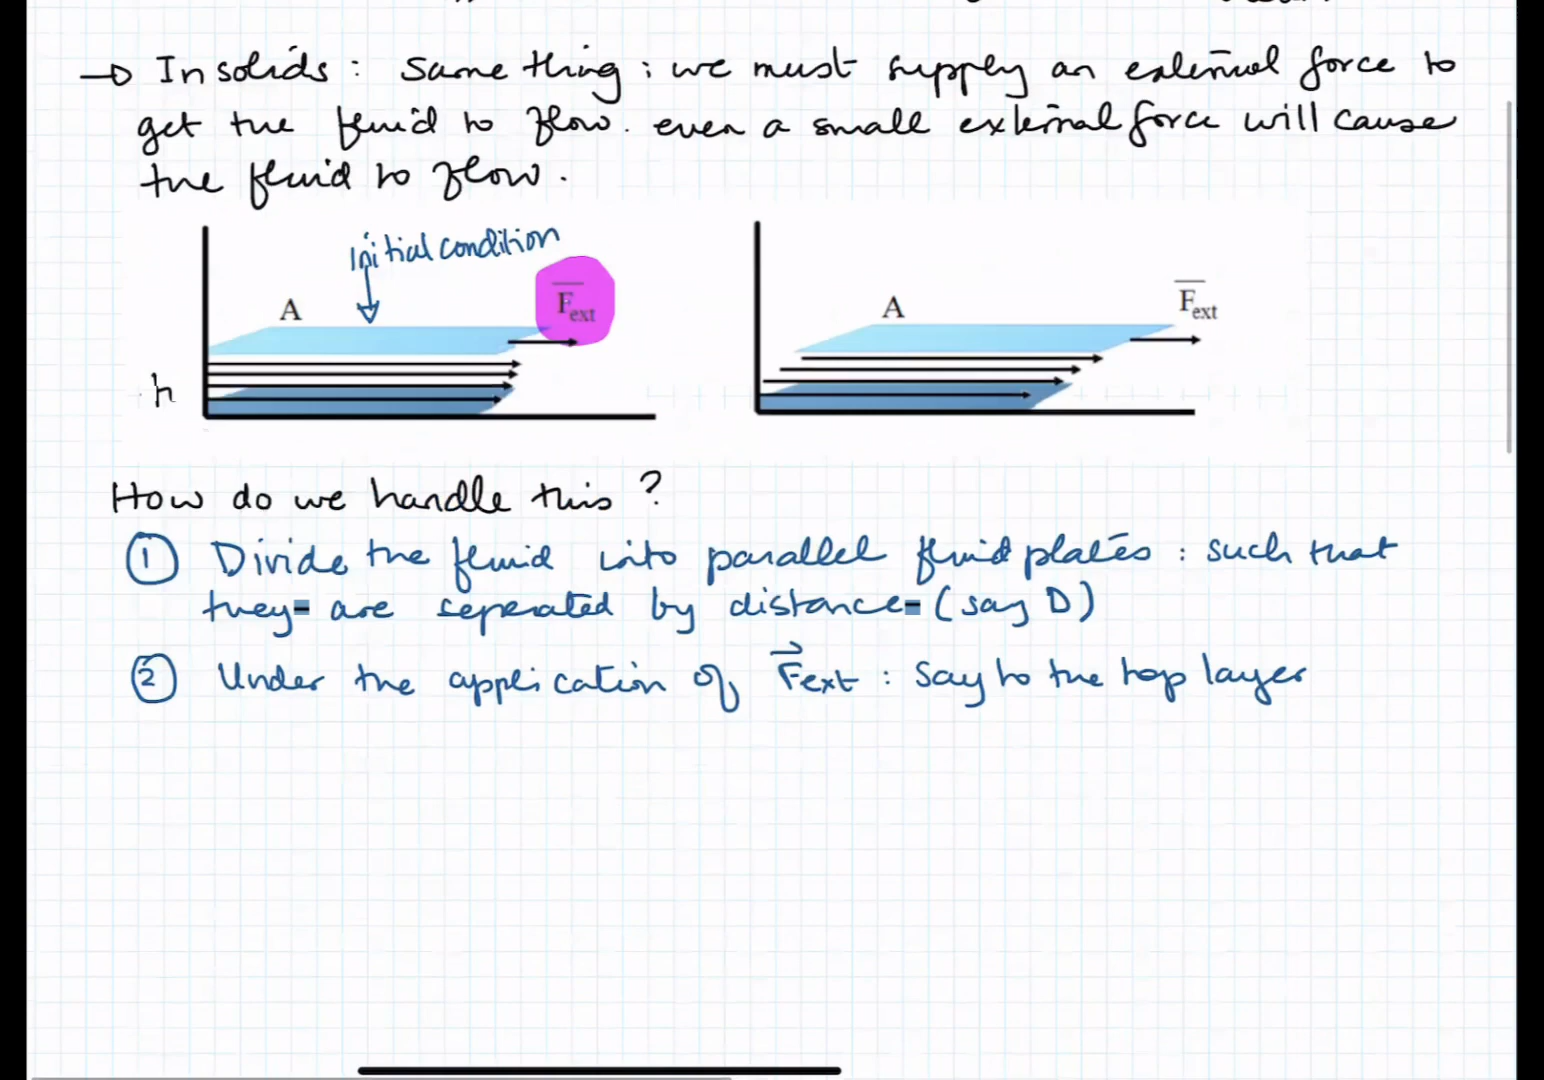 → In solids : Same thing ; we must supply an external force to
get the fluid to flow. even a small external force will cause
the fluid to flow.
Initial condition
A
Fext
h
A
Fext
How do we handle this ?
① Divide the fluid into parallel fluid plates : such that
they are seperated by distance (say D)
② Under the application of Fext : Say to the top layer